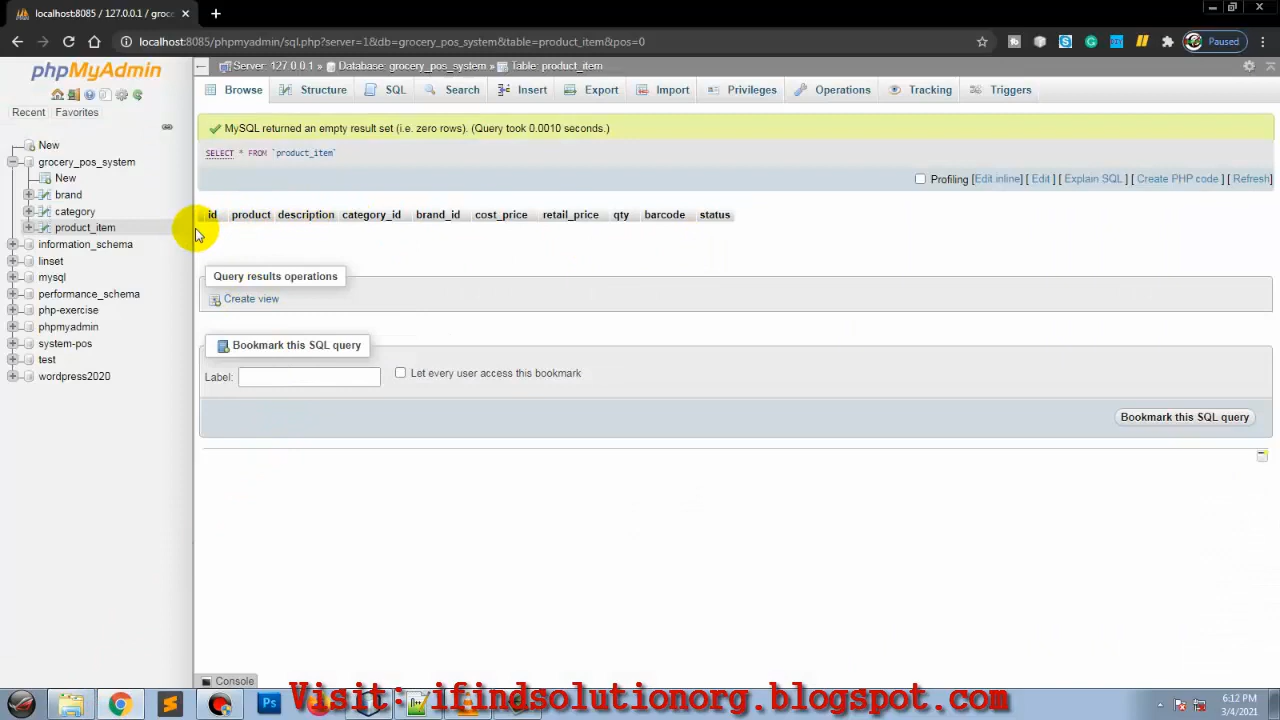 localhost:8085 / 127.0.0.1 / groc
localhost:8085/phpmyadmin/sql.php?server=1&db=grocery_pos_system&table=product_item&pos=0
Paused
phpMyAdmin
Recent Favorites
New
grocery_pos_system
New
brand
category
product_item
information_schema
linset
mysql
performance_schema
php-exercise
phpmyadmin
system-pos
test
wordpress2020
Server: 127.0.0.1 » Database: grocery_pos_system » Table: product_item
Browse Structure SQL Search Insert Export Import Privileges Operations Tracking Triggers
MySQL returned an empty result set (i.e. zero rows). (Query took 0.0010 seconds.)
SELECT * FROM `product_item`
Profiling [Edit inline] [ Edit ] [ Explain SQL ] [ Create PHP code ] [ Refresh]
id product description category_id brand_id cost_price retail_price qty barcode status
Query results operations
Create view
Bookmark this SQL query
Label: Let every user access this bookmark
Bookmark this SQL query
Console
Visit: ifindsolutionorg.blogspot.com
Ps
6:12 PM
3/4/2021